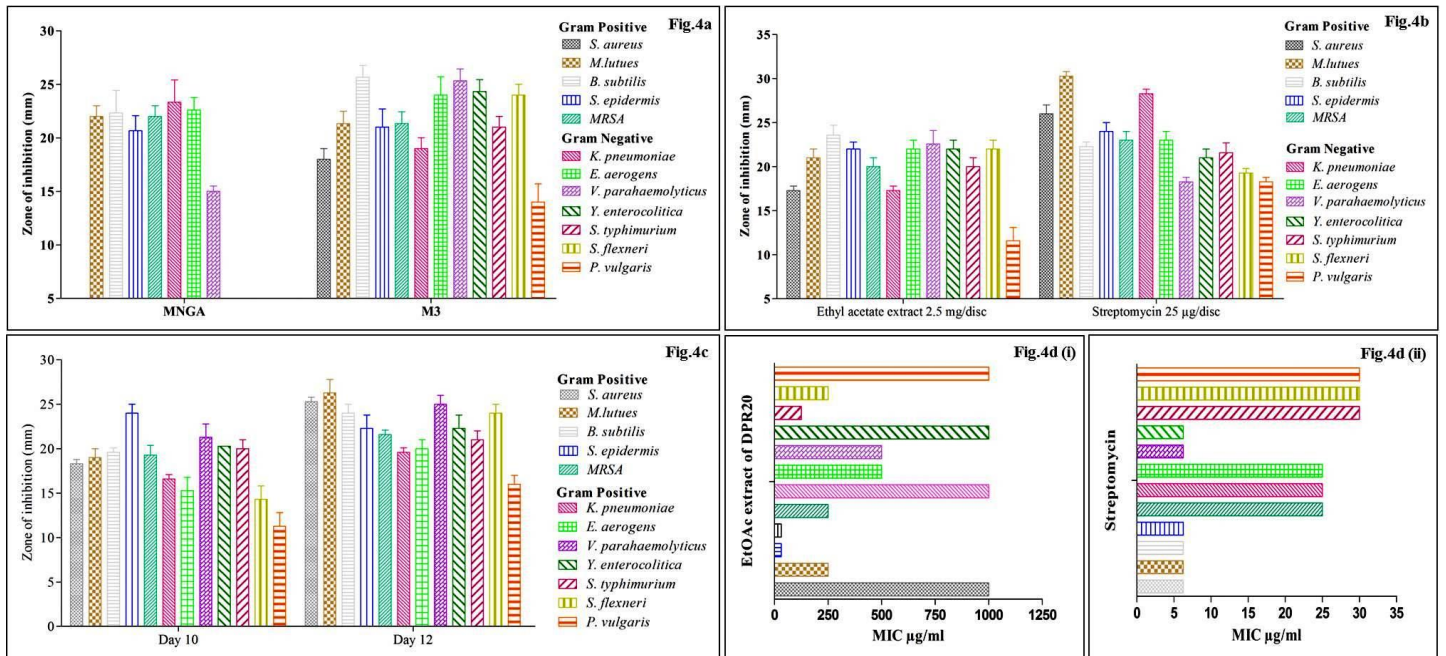 Fig.4a
30
25
20
15
10
5
Zone of inhibition (mm)
MNGA
M3
Gram Positive
S. aureus
M.lutues
B. subtilis
S. epidermis
MRSA
Gram Negative
K. pneumoniae
E. aerogens
V. parahaemolyticus
Y. enterocolitica
S. typhimurium
S. flexneri
P. vulgaris
Fig.4b
35
30
25
20
15
10
5
Zone of inhibition (mm)
Ethyl acetate extract 2.5 mg/disc
Streptomycin 25 µg/disc
Gram Positive
S. aureus
M.lutues
B. subtilis
S. epidermis
MRSA
Gram Negative
K. pneumoniae
E. aerogens
V. parahaemolyticus
Y. enterocolitica
S. typhimurium
S. flexneri
P. vulgaris
Fig.4c
30
25
20
15
10
5
0
Zone of inhibition (mm)
Day 10
Day 12
Gram Positive
S. aureus
M.lutues
B. subtilis
S. epidermis
MRSA
Gram Positive
K. pneumoniae
E. aerogens
V. parahaemolyticus
Y. enterocolitica
S. typhimurium
S. flexneri
P. vulgaris
Fig.4d (i)
EtOAc extract of DPR20
0
250
500
750
1000
1250
MIC µg/ml
Fig.4d (ii)
Streptomycin
0
5
10
15
20
25
30
35
MIC µg/ml